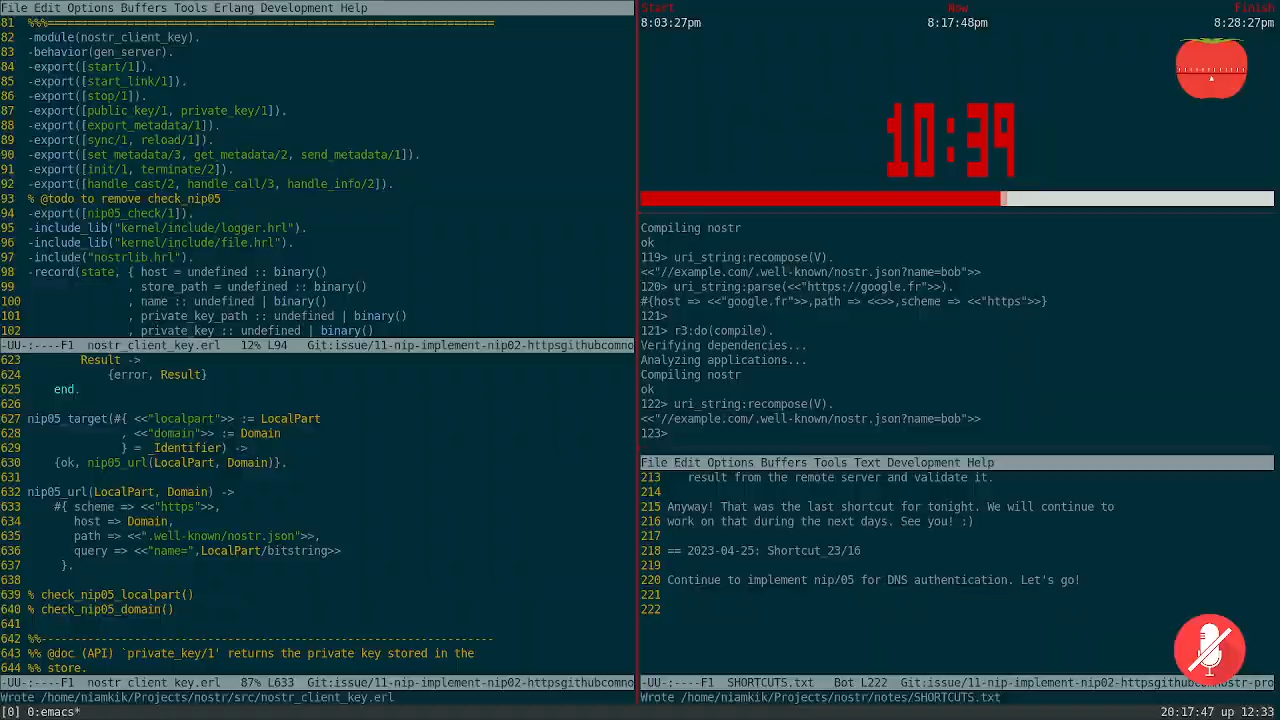 File Edit Options Buffers Tools Erlang Development Help
81 %%%===================================================================
82 -module(nostr_client_key).
83 -behavior(gen_server).
84 -export([start/1]).
85 -export([start_link/1]).
86 -export([stop/1]).
87 -export([public_key/1, private_key/1]).
88 -export([export_metadata/1]).
89 -export([sync/1, reload/1]).
90 -export([set_metadata/3, get_metadata/2, send_metadata/1]).
91 -export([init/1, terminate/2]).
92 -export([handle_cast/2, handle_call/3, handle_info/2]).
93 % @todo to remove check_nip05
94 -export([nip05_check/1]).
95 -include_lib("kernel/include/logger.hrl").
96 -include_lib("kernel/include/file.hrl").
97 -include("nostrlib.hrl").
98 -record(state, { host = undefined :: binary()
99 , store_path = undefined :: binary()
100 , name :: undefined | binary()
101 , private_key_path :: undefined | binary()
102 , private_key :: undefined | binary()
-UU-:----F1 nostr_client_key.erl 12% L94 Git:issue/11-nip-implement-nip02-httpsgithubcomno
623 Result ->
624 {error, Result}
625 end.
626
627 nip05_target(#{ <<"localpart">> := LocalPart
628 , <<"domain">> := Domain
629 } = _Identifier) ->
630 {ok, nip05_url(LocalPart, Domain)}.
631
632 nip05_url(LocalPart, Domain) ->
633 #{ scheme => <<"https">>,
634 host => Domain,
635 path => <<".well-known/nostr.json">>,
636 query => <<"name=",LocalPart/bitstring>>
637 }.
638
639 % check_nip05_localpart()
640 % check_nip05_domain()
641
642 %%--------------------------------------------------------------------
643 %% @doc (API) `private_key/1' returns the private key stored in the
644 %% store.
-UU-:----F1 nostr_client_key.erl 87% L633 Git:issue/11-nip-implement-nip02-httpsgithubcomno
Wrote /home/niamkik/Projects/nostr/src/nostr_client_key.erl
Start Now Finish
8:03:27pm 8:17:48pm 8:28:27pm
10:39
Compiling nostr
ok
119> uri_string:recompose(V).
<<"//example.com/.well-known/nostr.json?name=bob">>
120> uri_string:parse(<<"https://google.fr">>).
#{host => <<"google.fr">>,path => <<>>,scheme => <<"https">>}
121>
121> r3:do(compile).
Verifying dependencies...
Analyzing applications...
Compiling nostr
ok
122> uri_string:recompose(V).
<<"//example.com/.well-known/nostr.json?name=bob">>
123>
File Edit Options Buffers Tools Text Development Help
213 result from the remote server and validate it.
214
215 Anyway! That was the last shortcut for tonight. We will continue to
216 work on that during the next days. See you! :)
217
218 == 2023-04-25: Shortcut_23/16
219
220 Continue to implement nip/05 for DNS authentication. Let's go!
221
222
-UU-:----F1 SHORTCUTS.txt Bot L222 Git:issue/11-nip-implement-nip02-httpsgithubcomnostr-pro
Wrote /home/niamkik/Projects/nostr/notes/SHORTCUTS.txt
[0] 0:emacs* 20:17:47 up 12:33